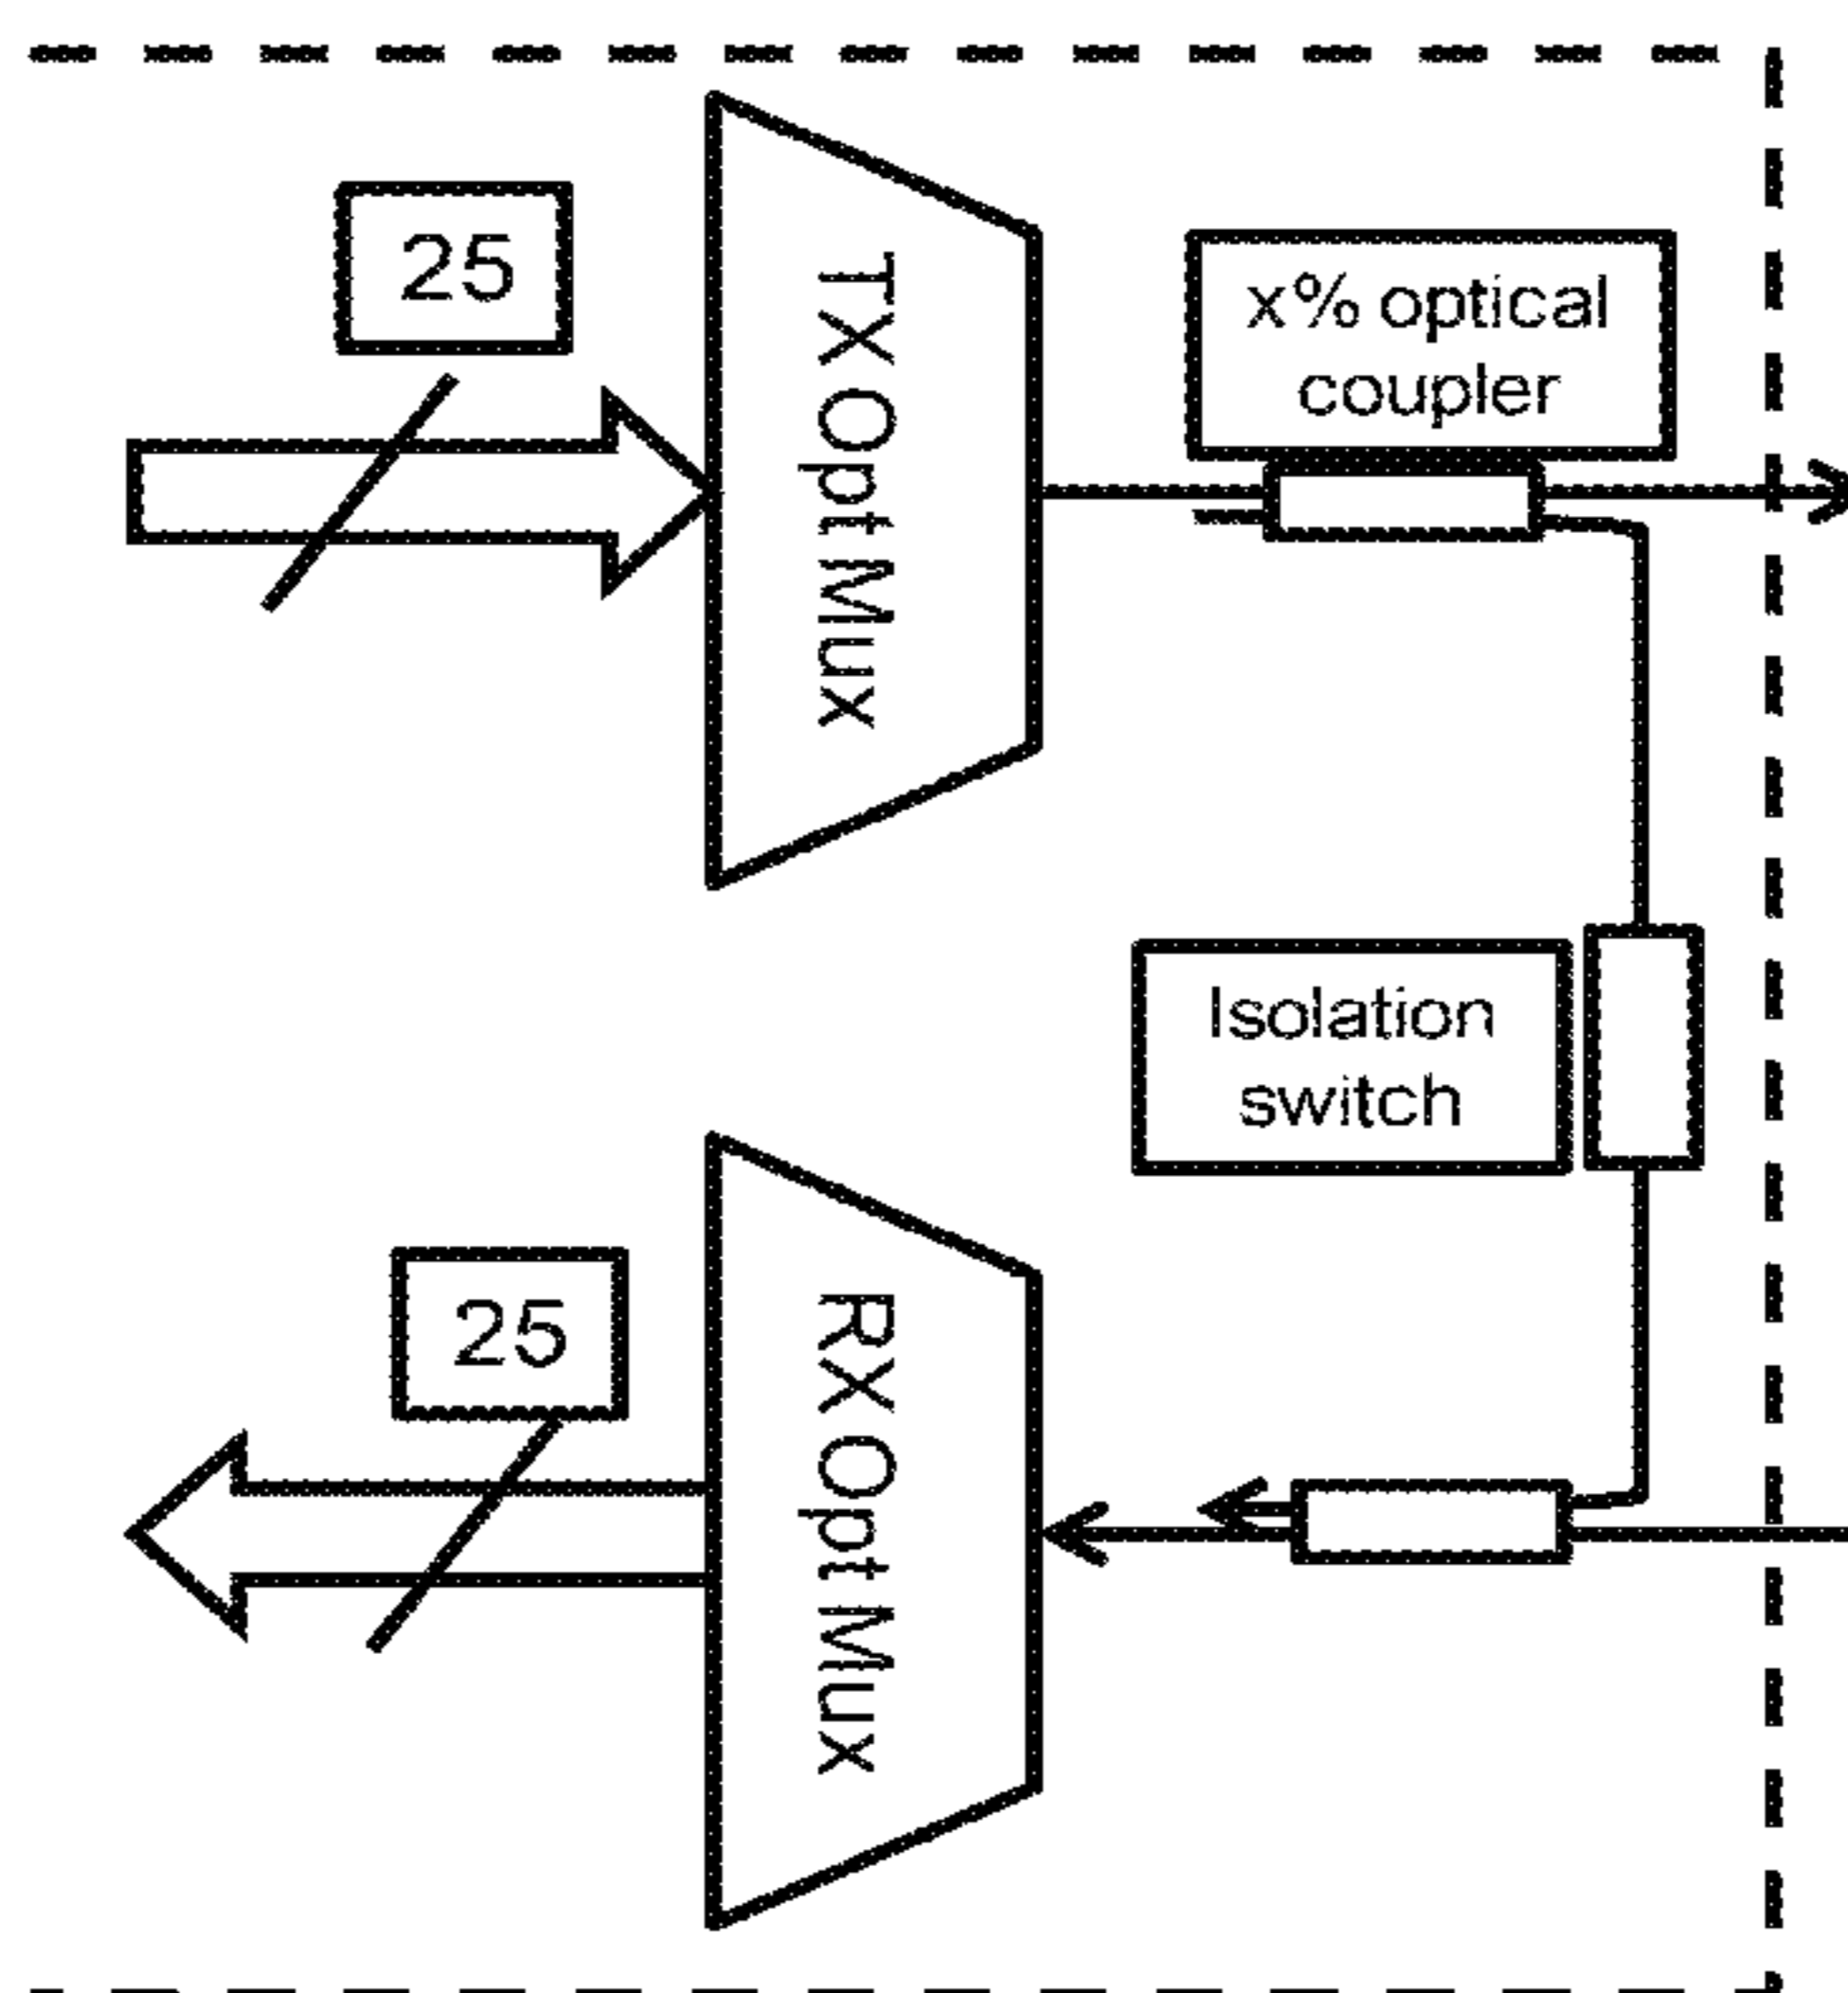 25
TX Opt Mux
x% optical
coupler
Isolation
switch
25
RX Opt Mux